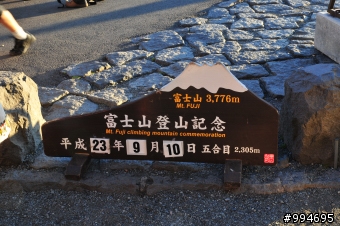 富士山 3,776m
Mt. FUJI
富士山登山記念
Mt. Fuji climbing mountain commemoration
平成 23 年 9 月 10 日 五合目 2,305m
#994695